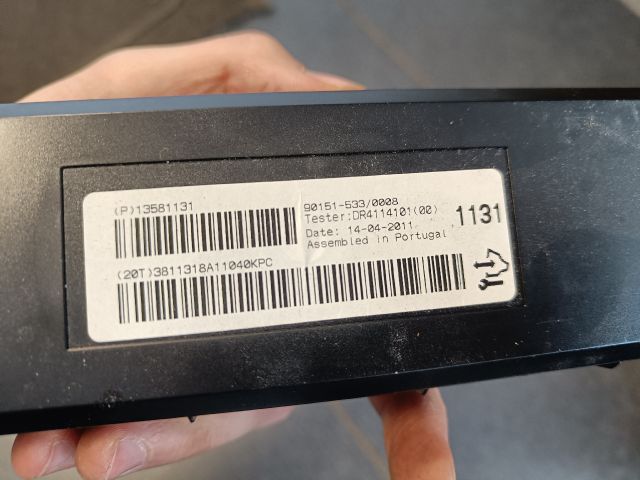 (P)13581131
90151-533/0008
Tester:DR4114101(00)
1131
Date: 14-04-2011
Assembled in Portugal
(20T)3811318A11040KPC